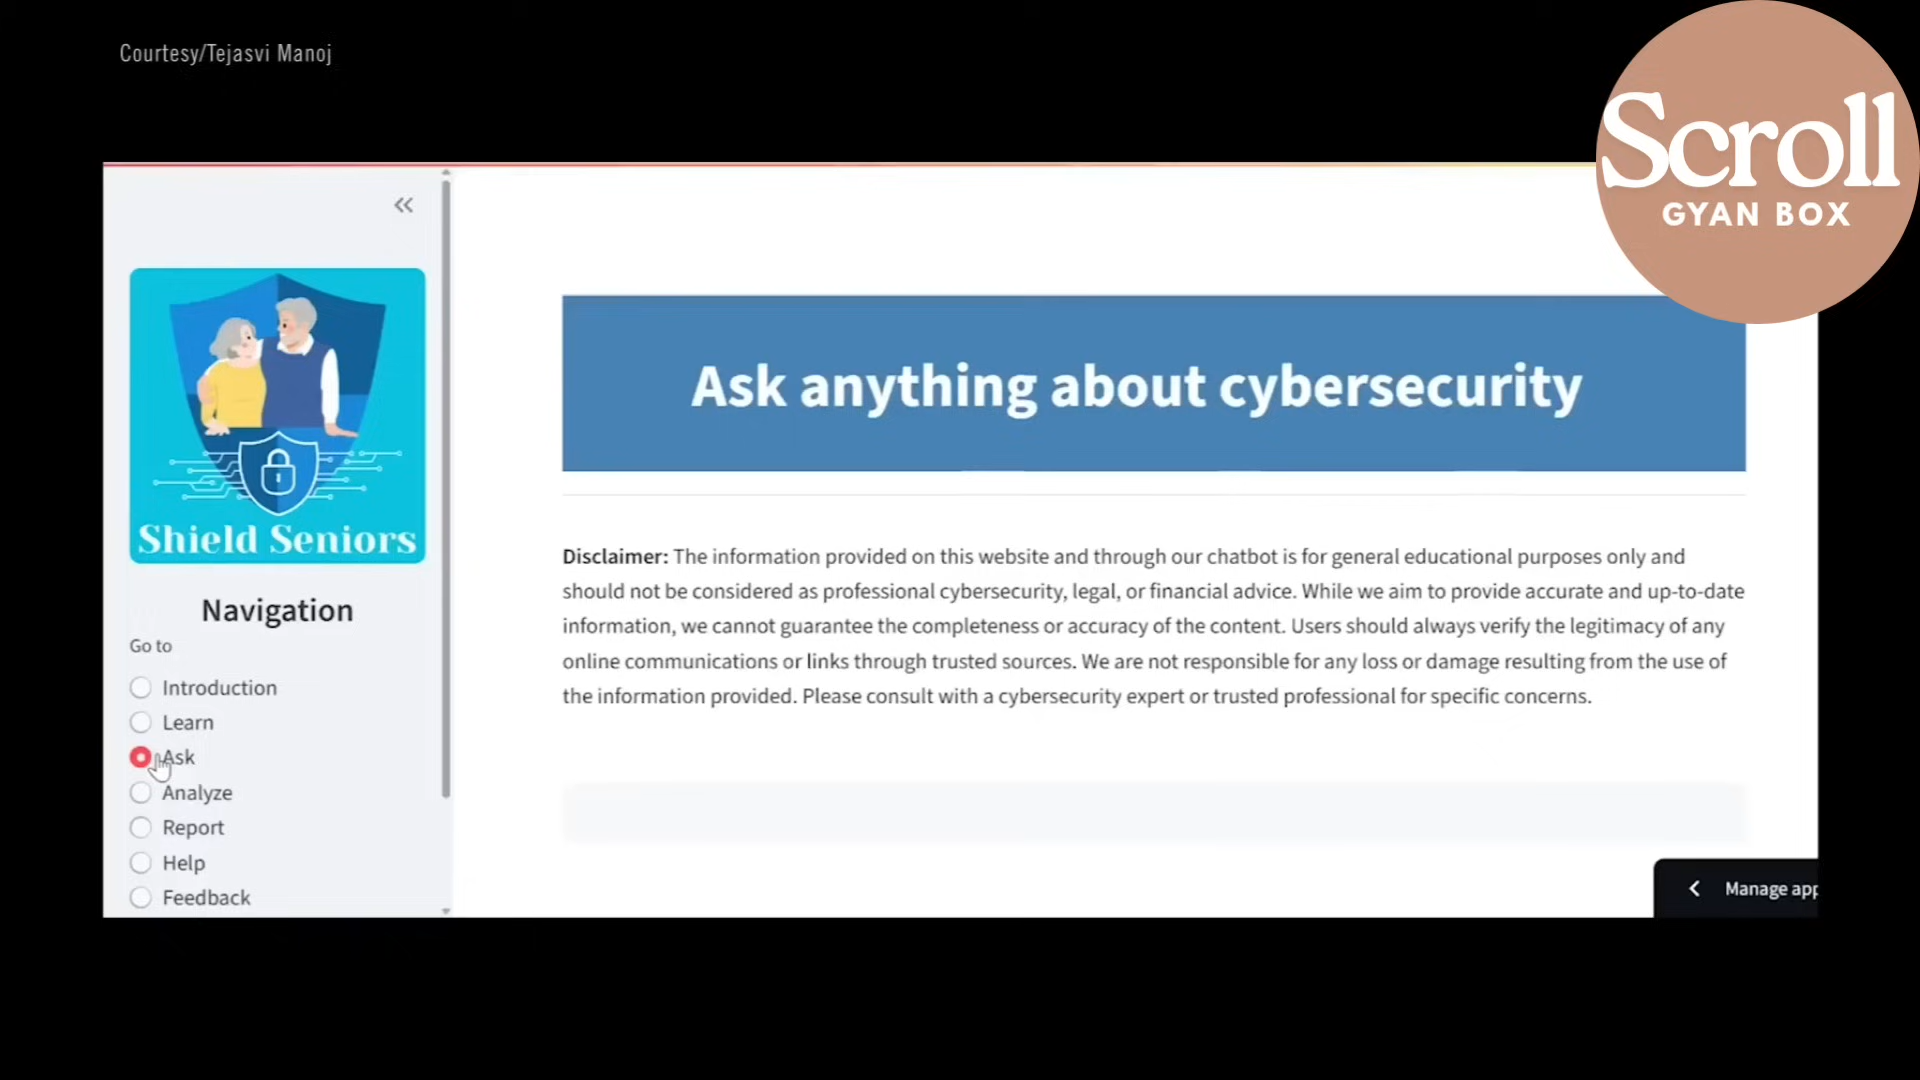 Courtesy/Tejasvi Manoj
Scroll
GYAN BOX
Shield Seniors
Navigation
Go to
Introduction
Learn
Ask
Analyze
Report
Help
Feedback
Ask anything about cybersecurity
Disclaimer: The information provided on this website and through our chatbot is for general educational purposes only and
should not be considered as professional cybersecurity, legal, or financial advice. While we aim to provide accurate and up-to-date
information, we cannot guarantee the completeness or accuracy of the content. Users should always verify the legitimacy of any
online communications or links through trusted sources. We are not responsible for any loss or damage resulting from the use of
the information provided. Please consult with a cybersecurity expert or trusted professional for specific concerns.
Manage app